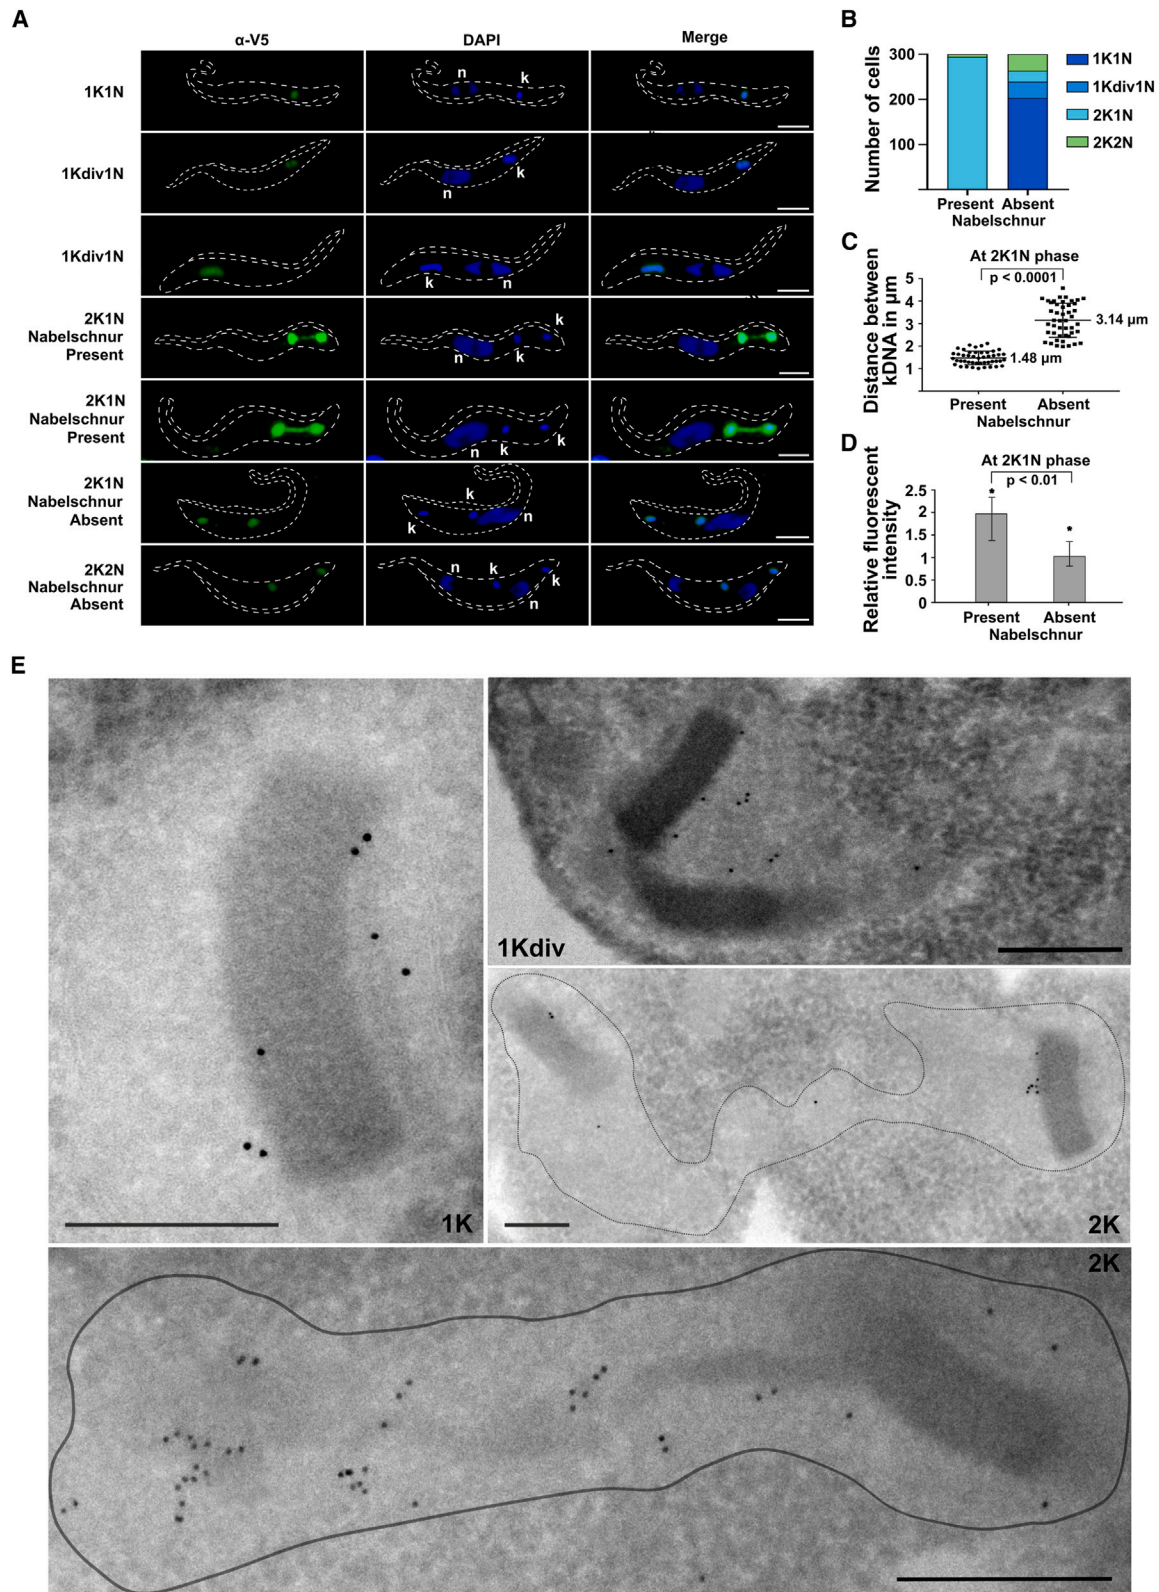 A
α-V5
DAPI
Merge
1K1N
n
k
1Kdiv1N
n
k
1Kdiv1N
k
n
2K1N
Nabelschnur
Present
n
k
k
2K1N
Nabelschnur
Present
n
k
k
2K1N
Nabelschnur
Absent
k
k
n
2K2N
Nabelschnur
Absent
n
k
k
n
B
Number of cells
300
200
100
Present
Absent
Nabelschnur
1K1N
1Kdiv1N
2K1N
2K2N
C
At 2K1N phase
p < 0.0001
Distance between
kDNA in µm
5
4
3
2
1
3.14 µm
1.48 µm
Present
Absent
Nabelschnur
D
At 2K1N phase
p < 0.01
Relative fluorescent
intensity
2.5
2
1.5
1
0.5
0
*
*
Present
Absent
Nabelschnur
E
1K
1Kdiv
2K
2K